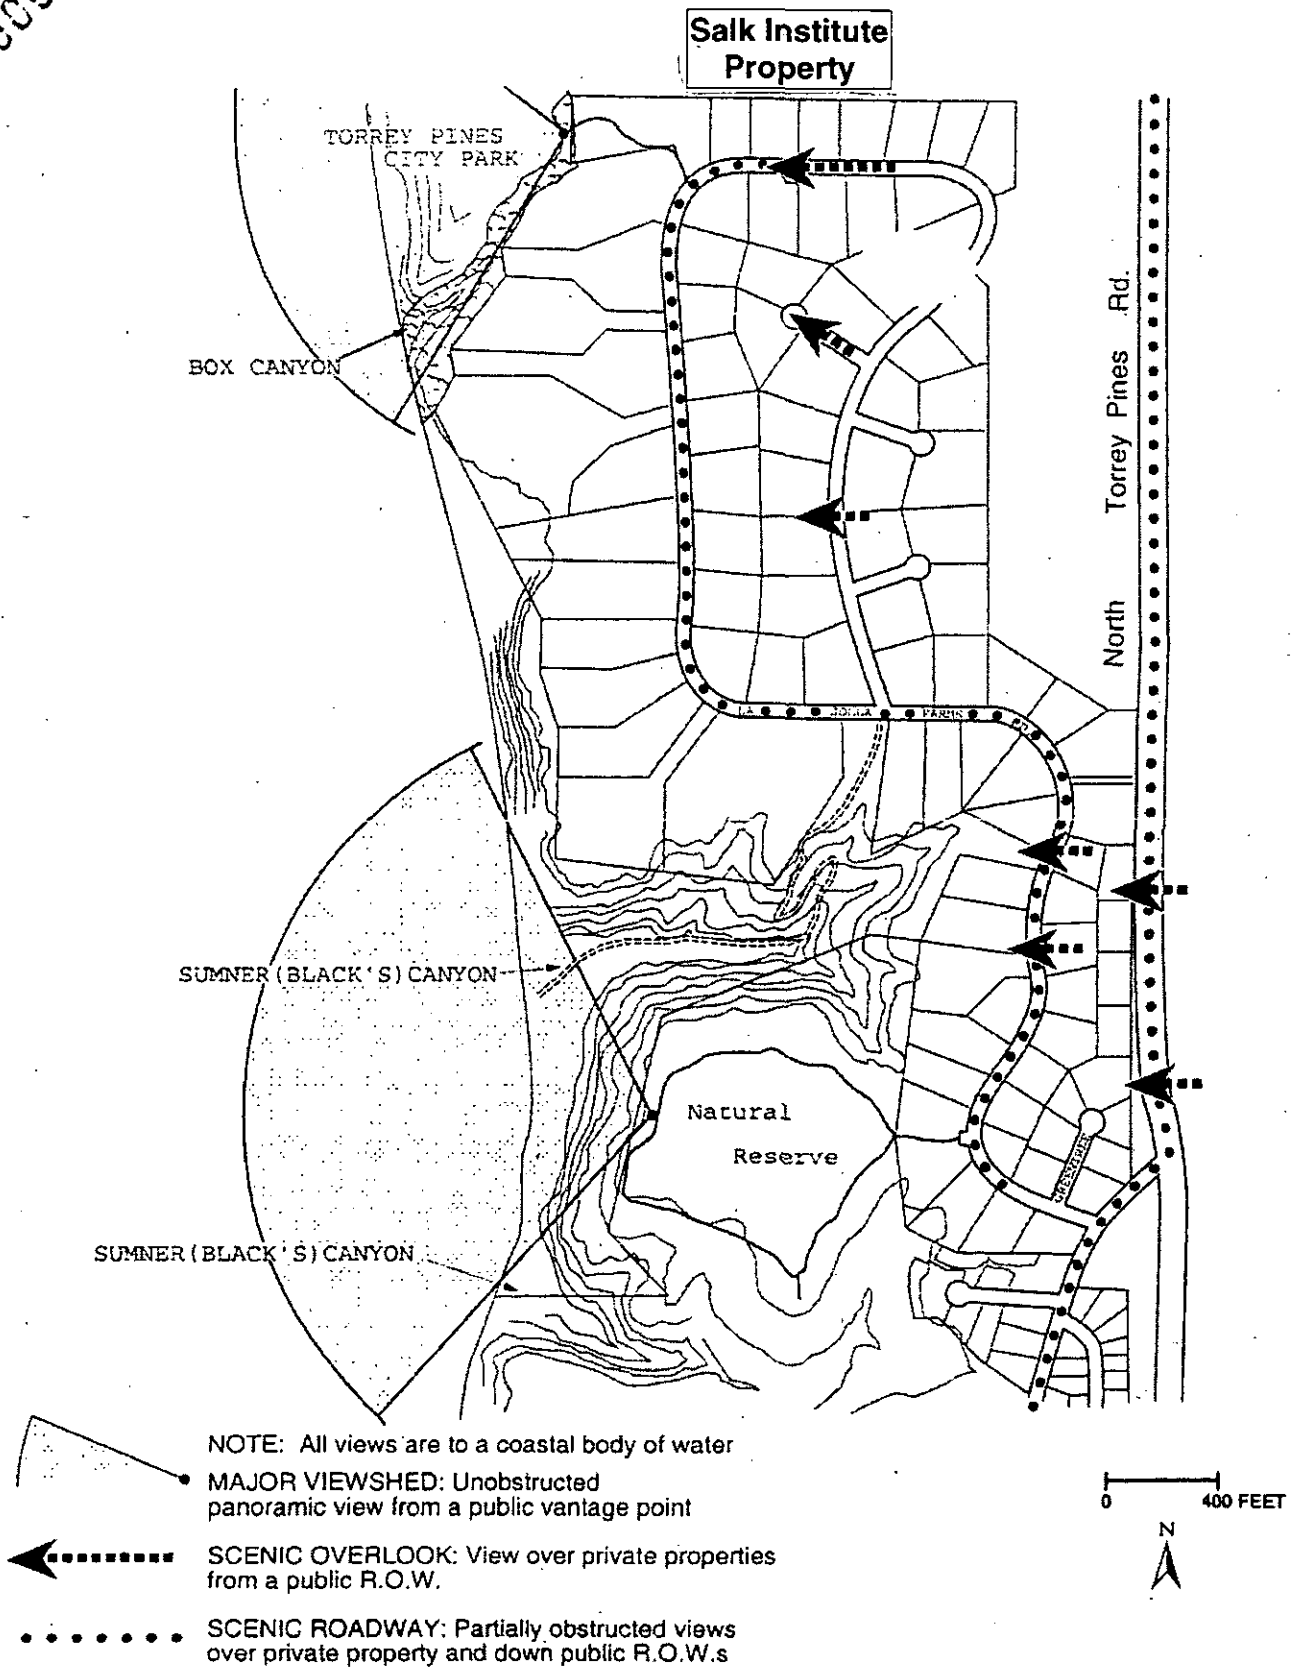 Salk Institute
Property
TORREY PINES
CITY PARK
BOX CANYON
North Torrey Pines Rd.
LA JOLLA FARMS RD.
SUMNER (BLACK'S) CANYON
Natural
Reserve
SUMNER (BLACK'S) CANYON
NOTE: All views are to a coastal body of water
MAJOR VIEWSHED: Unobstructed
panoramic view from a public vantage point
0 400 FEET
N
SCENIC OVERLOOK: View over private properties
from a public R.O.W.
SCENIC ROADWAY: Partially obstructed views
over private property and down public R.O.W.s